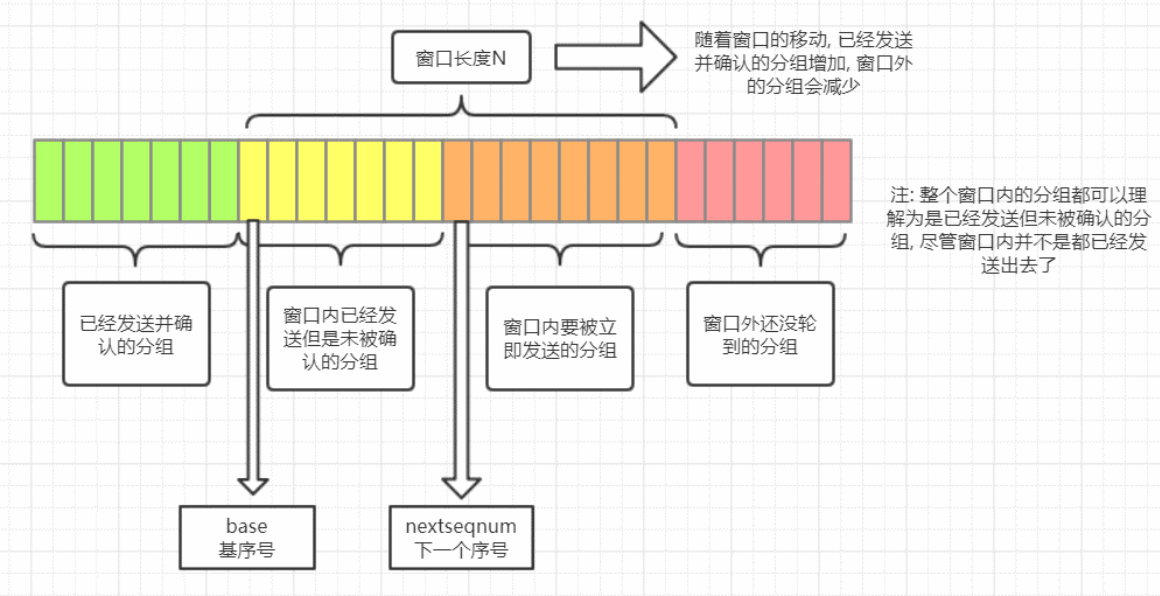 窗口长度N
随着窗口的移动, 已经发送
并确认的分组增加, 窗口外
的分组会减少
注: 整个窗口内的分组都可以理
解为是已经发送但未被确认的分
组, 尽管窗口内并不是都已经发
送出去了
已经发送并确
认的分组
窗口内已经发
送但是未被确
认的分组
窗口内要被立
即发送的分组
窗口外还没轮
到的分组
base
基序号
nextseqnum
下一个序号